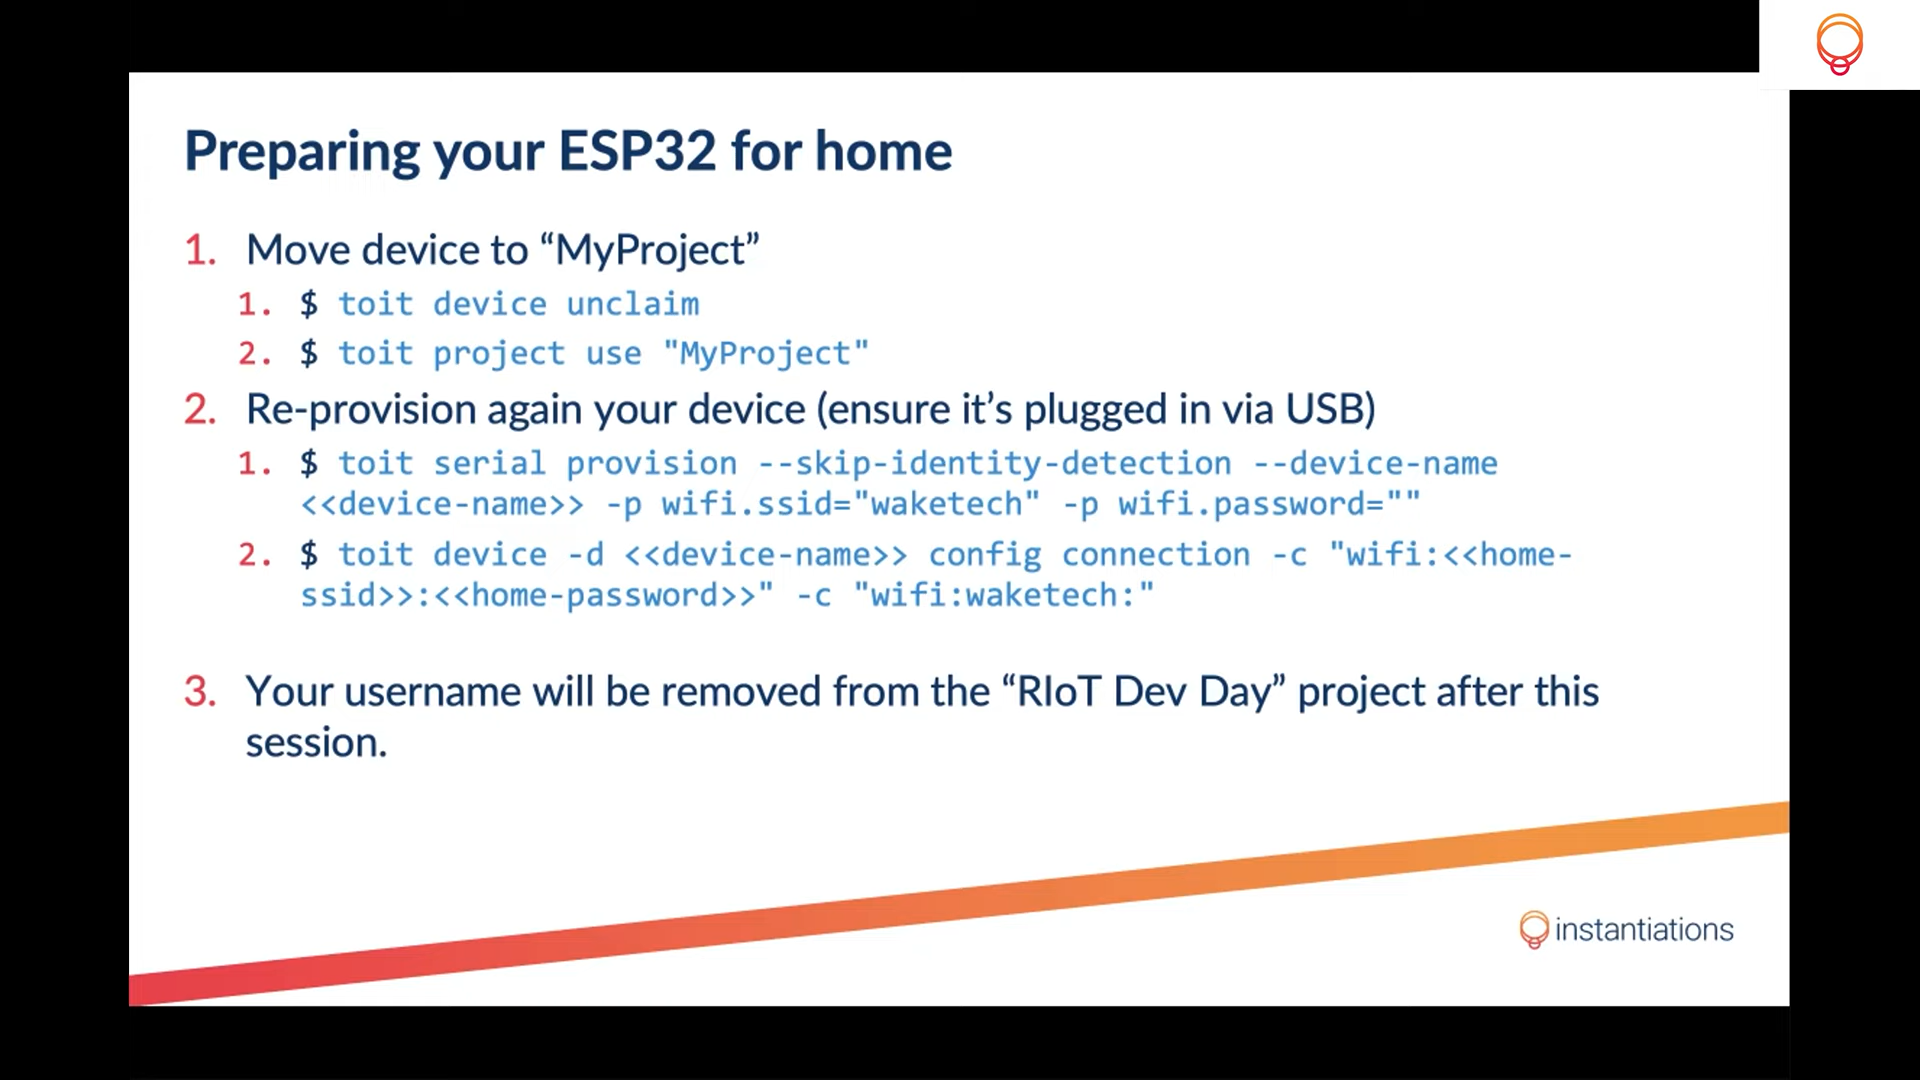 Preparing your ESP32 for home
1. Move device to “MyProject”
1. $ toit device unclaim
2. $ toit project use "MyProject"
2. Re-provision again your device (ensure it’s plugged in via USB)
1. $ toit serial provision --skip-identity-detection --device-name
<<device-name>> -p wifi.ssid="waketech" -p wifi.password=""
2. $ toit device -d <<device-name>> config connection -c "wifi:<<home-
ssid>>:<<home-password>>" -c "wifi:waketech:"
3. Your username will be removed from the “RIoT Dev Day” project after this
session.
instantiations